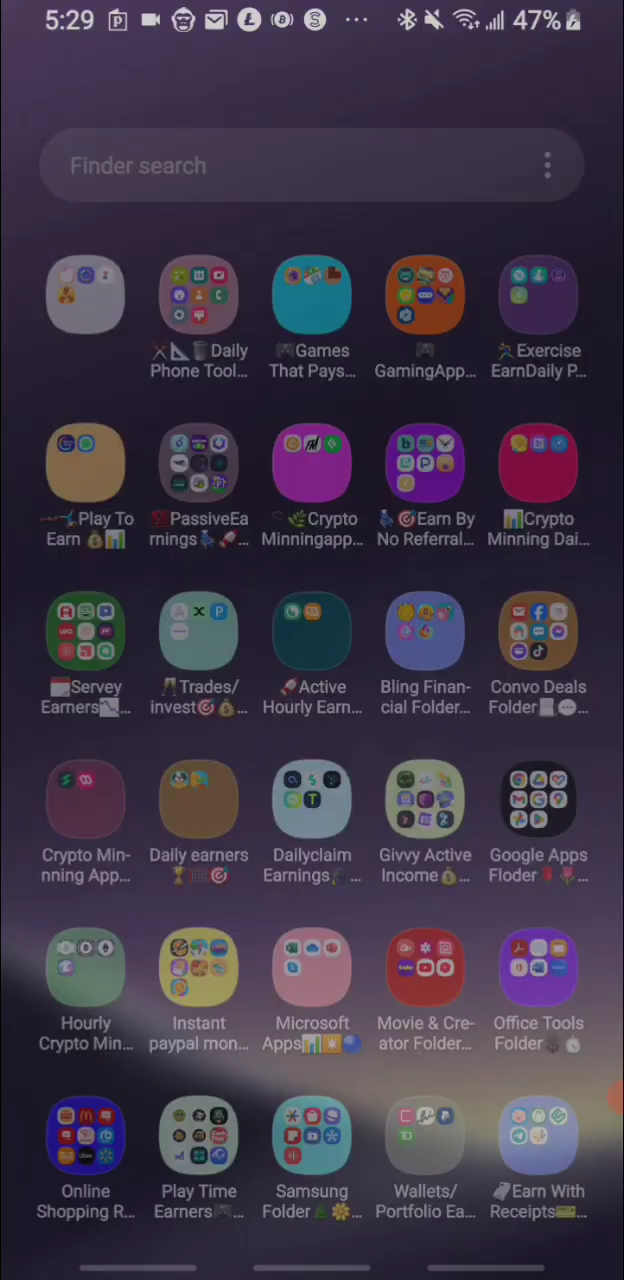 5:29
47%
Finder search
Daily
Phone Tool...
Games
That Pays...
GamingApp...
Exercise
EarnDaily P...
Play To
Earn
PassiveEa
rnings...
Crypto
Minningapp...
Earn By
No Referral...
Crypto
Minning Dai...
Servey
Earners...
Trades/
invest...
Active
Hourly Earn...
Bling Finan-
cial Folder...
Convo Deals
Folder...
Crypto Min-
nning App...
Daily earners
Dailyclaim
Earnings...
Givvy Active
Income...
Google Apps
Floder...
Hourly
Crypto Min...
Instant
paypal mon...
Microsoft
Apps
Movie & Cre-
ator Folder...
Office Tools
Folder
Online
Shopping R...
Play Time
Earners...
Samsung
Folder...
Wallets/
Portfolio Ea...
Earn With
Receipts...